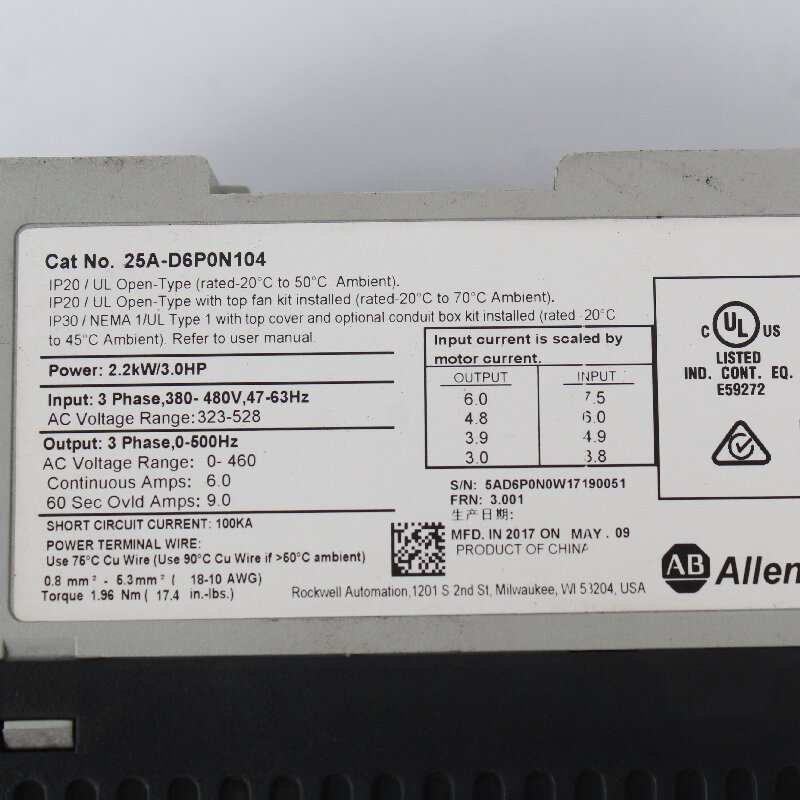 Cat No. 25A-D6P0N104
IP20 / UL Open-Type (rated-20°C to 50°C Ambient).
IP20 / UL Open-Type with top fan kit installed (rated-20°C to 70°C Ambient).
IP30 / NEMA 1/UL Type 1 with top cover and optional conduit box kit installed (rated -20°C
to 45°C Ambient). Refer to user manual
Power: 2.2kW/3.0HP
Input: 3 Phase,380- 480V,47-63Hz
AC Voltage Range:323-528
Output: 3 Phase,0-500Hz
AC Voltage Range: 0- 460
Continuous Amps: 6.0
60 Sec Ovld Amps: 9.0
SHORT CIRCUIT CURRENT: 100KA
POWER TERMINAL WIRE:
Use 75°C Cu Wire (Use 90°C Cu Wire if >50°C ambient)
0.8 mm² - 5.3mm² ( 18-10 AWG)
Torque 1.96 Nm ( 17.4 in.-lbs.)
Input current is scaled by
motor current.
OUTPUT INPUT
6.0 7.5
4.8 6.0
3.9 4.9
3.0 3.8
S/N: 5AD6P0N0W17190051
FRN: 3.001
生产日期:
MFD. IN 2017 ON MAY . 09
PRODUCT OF CHINA
Rockwell Automation,1201 S 2nd St, Milwaukee, WI 53204, USA
C UL US
LISTED
IND. CONT. EQ.
E59272
AB Allen